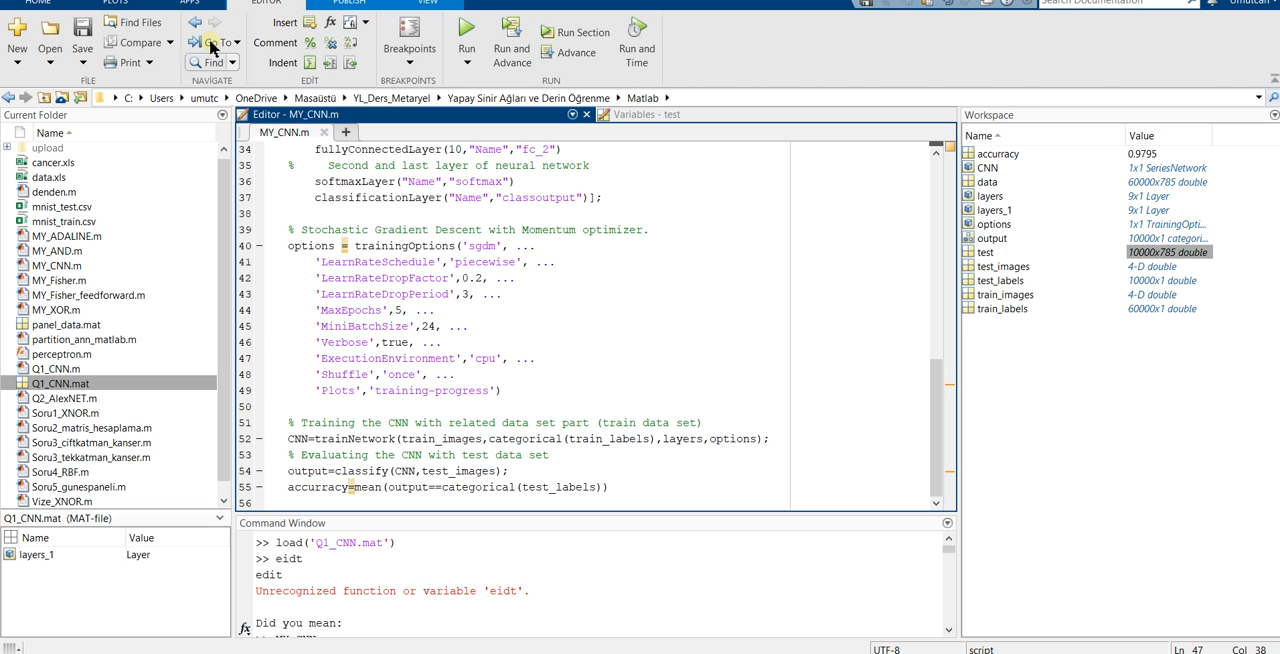 HOME PLOTS APPS EDITOR PUBLISH VIEW
Search Documentation
umutcan
New
Open
Save
Find Files
Compare
Print
FILE
Go To
Find
NAVIGATE
Insert
Comment
Indent
EDIT
Breakpoints
BREAKPOINTS
Run
Run and
Advance
Run Section
Advance
Run and
Time
RUN
C: Users umutc OneDrive Masaüstü YL_Ders_Metaryel Yapay Sinir Ağları ve Derin Öğrenme Matlab
Current Folder
Name
upload
cancer.xls
data.xls
denden.m
mnist_test.csv
mnist_train.csv
MY_ADALINE.m
MY_AND.m
MY_CNN.m
MY_Fisher.m
MY_Fisher_feedforward.m
MY_XOR.m
panel_data.mat
partition_ann_matlab.m
perceptron.m
Q1_CNN.m
Q1_CNN.mat
Q2_AlexNET.m
Soru1_XNOR.m
Soru2_matris_hesaplama.m
Soru3_ciftkatman_kanser.m
Soru3_tekkatman_kanser.m
Soru4_RBF.m
Soru5_gunespaneli.m
Vize_XNOR.m
Q1_CNN.mat (MAT-file)
Name Value
layers_1 Layer
Editor - MY_CNN.m
Variables - test
MY_CNN.m
34 fullyConnectedLayer(10,"Name","fc_2")
35 % Second and last layer of neural network
36 softmaxLayer("Name","softmax")
37 classificationLayer("Name","classoutput")];
38
39 % Stochastic Gradient Descent with Momentum optimizer.
40 − options = trainingOptions('sgdm', ...
41 'LearnRateSchedule','piecewise', ...
42 'LearnRateDropFactor',0.2, ...
43 'LearnRateDropPeriod',3, ...
44 'MaxEpochs',5, ...
45 'MiniBatchSize',24, ...
46 'Verbose',true, ...
47 'ExecutionEnvironment','cpu', ...
48 'Shuffle','once', ...
49 'Plots','training-progress')
50
51 % Training the CNN with related data set part (train data set)
52 − CNN=trainNetwork(train_images,categorical(train_labels),layers,options);
53 % Evaluating the CNN with test data set
54 − output=classify(CNN,test_images);
55 − accurracy=mean(output==categorical(test_labels))
56
Command Window
>> load('Q1_CNN.mat')
>> eidt
edit
Unrecognized function or variable 'eidt'.
Did you mean:
>> MY_CNN
fx
Workspace
Name Value
accurracy 0.9795
CNN 1x1 SeriesNetwork
data 60000x785 double
layers 9x1 Layer
layers_1 9x1 Layer
options 1x1 TrainingOpti...
output 10000x1 categori...
test 10000x785 double
test_images 4-D double
test_labels 10000x1 double
train_images 4-D double
train_labels 60000x1 double
UTF-8 script Ln 47 Col 38